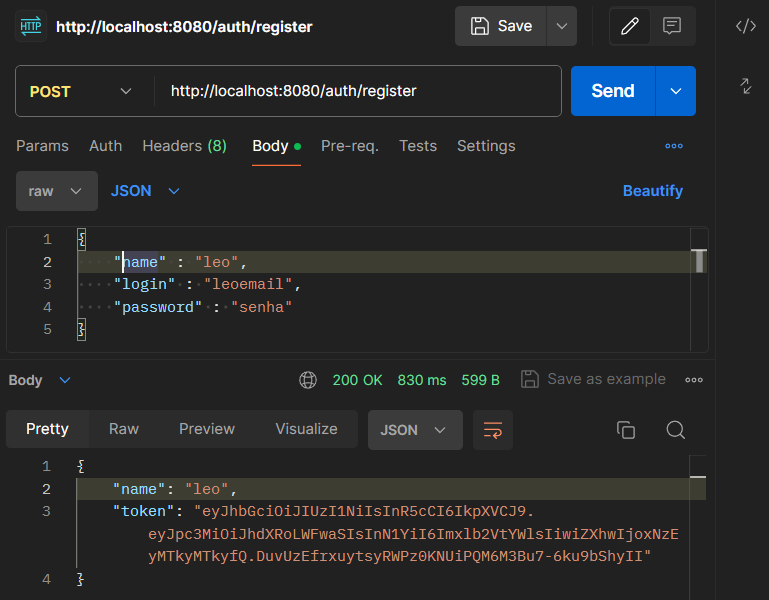 HTTP http://localhost:8080/auth/register Save
POST http://localhost:8080/auth/register Send
Params Auth Headers (8) Body Pre-req. Tests Settings
raw JSON Beautify
1 {
2 "name" : "leo",
3 "login" : "leoemail",
4 "password" : "senha"
5 }
Body 200 OK 830 ms 599 B Save as example
Pretty Raw Preview Visualize JSON
1 {
2 "name": "leo",
3 "token": "eyJhbGciOiJIUzI1NiIsInR5cCI6IkpXVCJ9.
eyJpc3MiOiJhdXRoLWFwaSIsInN1YiI6Imxlb2VtYWlsIiwiZXhwIjoxNzE
yMTkyMTkyfQ.DuvUzEfrxuytsyRWPz0KNUiPQM6M3Bu7-6ku9bShyII"
4 }